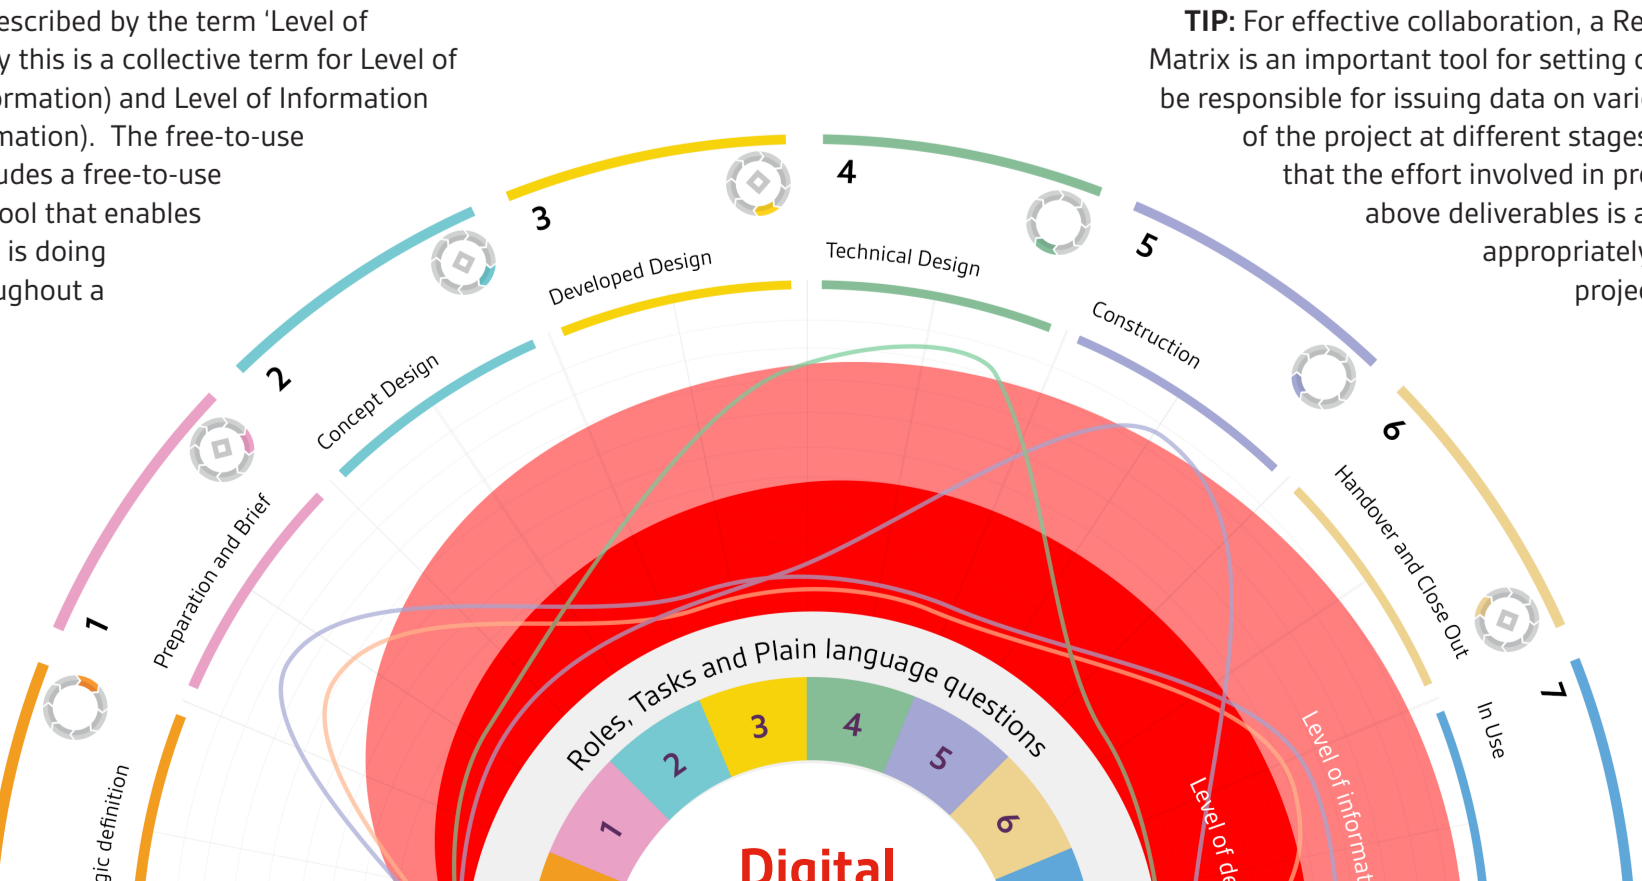 escribed by the term ‘Level of
y this is a collective term for Level of
ormation) and Level of Information
mation). The free-to-use
udes a free-to-use
ool that enables
is doing
ughout a
TIP: For effective collaboration, a Re
Matrix is an important tool for setting o
be responsible for issuing data on vari
of the project at different stages
that the effort involved in pr
above deliverables is a
appropriately
projec
1
Preparation and Brief
2
Concept Design
3
Developed Design
4
Technical Design
5
Construction
6
Handover and Close Out
7
In Use
gic definition
Roles, Tasks and Plain language questions
1
2
3
4
5
6
Level of de
Level of informat
Digital